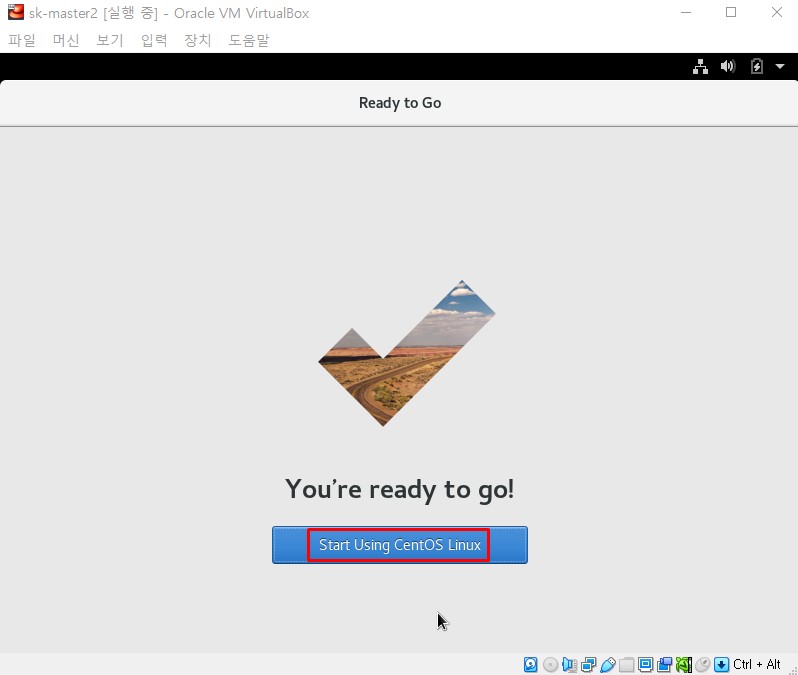 sk-master2 [실행 중] - Oracle VM VirtualBox
파일 머신 보기 입력 장치 도움말
Ready to Go
You're ready to go!
Start Using CentOS Linux
Ctrl + Alt